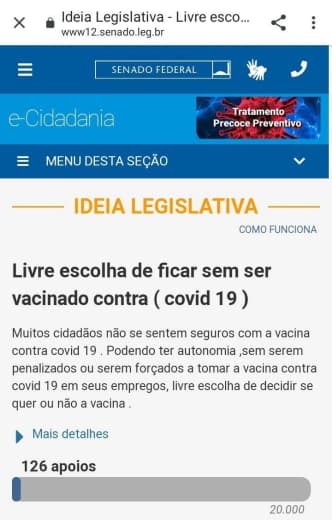 Ideia Legislativa - Livre esco...
www12.senado.leg.br
SENADO FEDERAL
e-Cidadania
Tratamento
Precoce Preventivo
MENU DESTA SEÇÃO
IDEIA LEGISLATIVA
COMO FUNCIONA
Livre escolha de ficar sem ser
vacinado contra ( covid 19 )
Muitos cidadãos não se sentem seguros com a vacina
contra covid 19 . Podendo ter autonomia ,sem serem
penalizados ou serem forçados a tomar a vacina contra
covid 19 em seus empregos, livre escolha de decidir se
quer ou não a vacina .
Mais detalhes
126 apoios
20.000